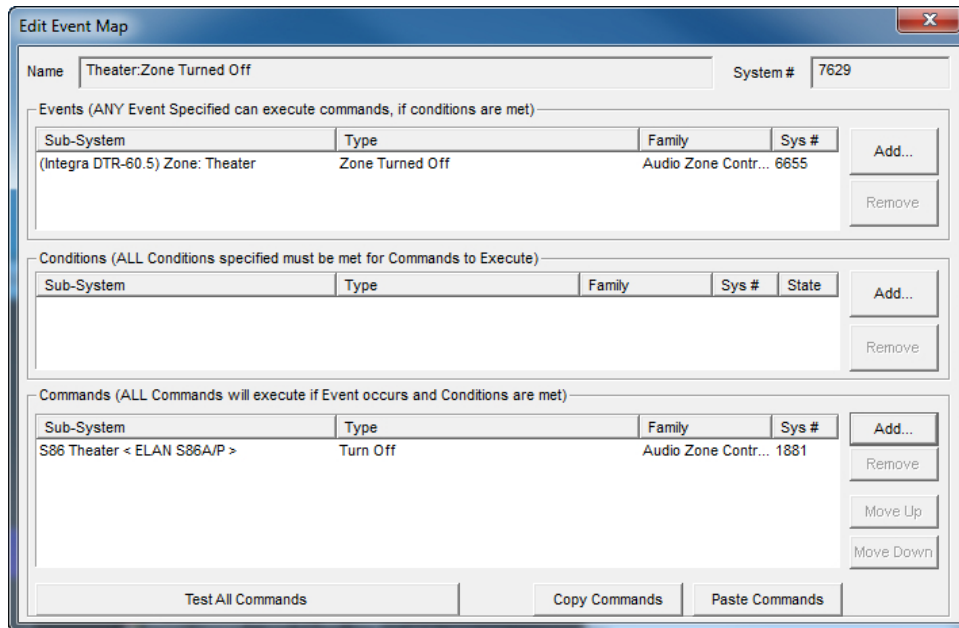 Edit Event Map
x
Name Theater:Zone Turned Off System # 7629
Events (ANY Event Specified can execute commands, if conditions are met)
Sub-System Type Family Sys #
(Integra DTR-60.5) Zone: Theater Zone Turned Off Audio Zone Contr... 6655
Add...
Remove
Conditions (ALL Conditions specified must be met for Commands to Execute)
Sub-System Type Family Sys # State
Add...
Remove
Commands (ALL Commands will execute if Event occurs and Conditions are met)
Sub-System Type Family Sys #
S86 Theater < ELAN S86A/P > Turn Off Audio Zone Contr... 1881
Add...
Remove
Move Up
Move Down
Test All Commands Copy Commands Paste Commands